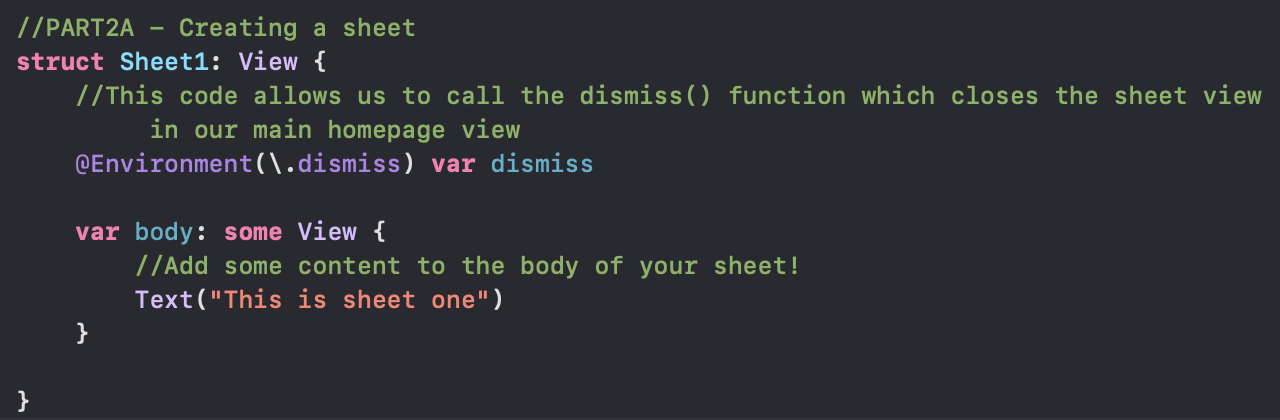 //PART2A – Creating a sheet
struct Sheet1: View {
//This code allows us to call the dismiss() function which closes the sheet view
in our main homepage view
@Environment(\.dismiss) var dismiss
var body: some View {
//Add some content to the body of your sheet!
Text("This is sheet one")
}
}